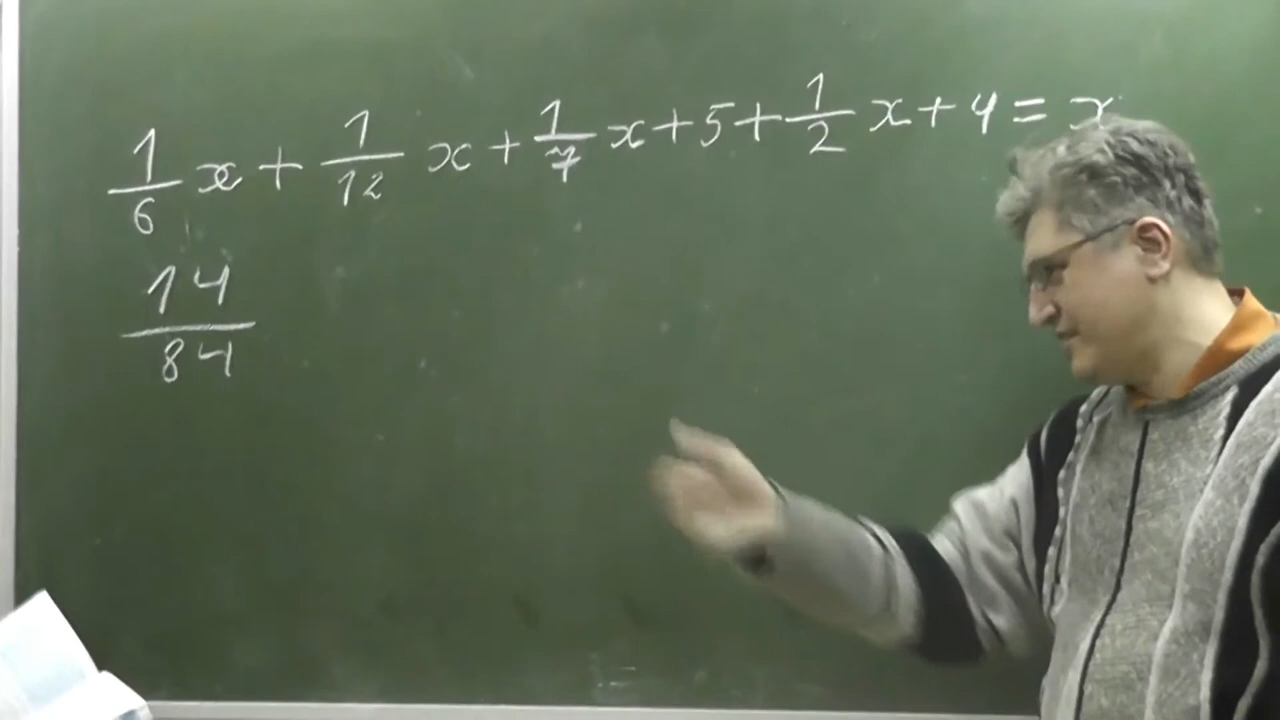 1/6 x + 1/12 x + 1/7 x + 5 + 1/2 x + 4 = x
14/84